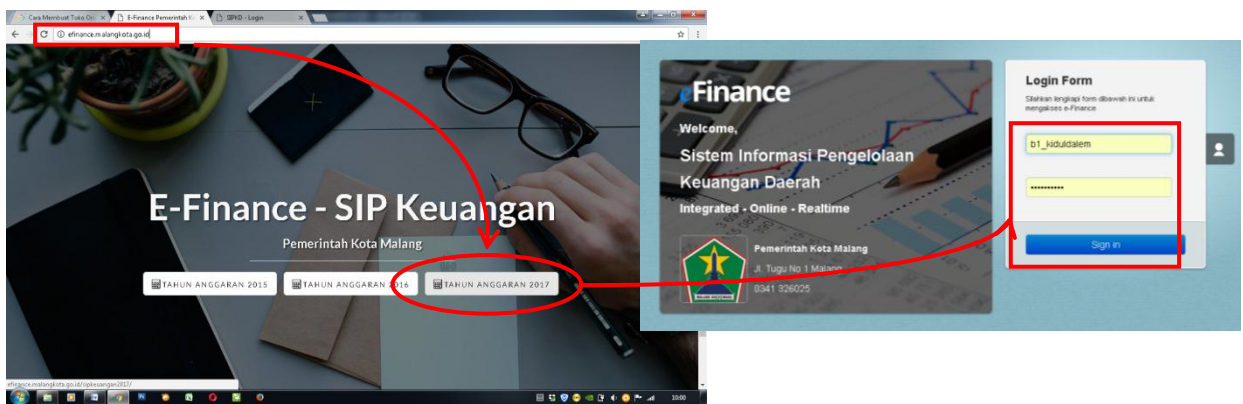 Cara Membuat Toko Onl
E-Finance Pemerintah K
SIPKD - Login
efinance.malangkota.go.id
E-Finance - SIP Keuangan
Pemerintah Kota Malang
TAHUN ANGGARAN 2015
TAHUN ANGGARAN 2016
TAHUN ANGGARAN 2017
efinance.malangkota.go.id/sipkeuangan2017/
10:00
eFinance
Welcome,
Sistem Informasi Pengelolaan
Keuangan Daerah
Integrated - Online - Realtime
Pemerintah Kota Malang
Jl. Tugu No 1 Malang
0341 326025
Login Form
Silahkan lengkapi form dibawah ini untuk
mengakses e-Finance
b1_kiduldalem
••••••••••
Sign in